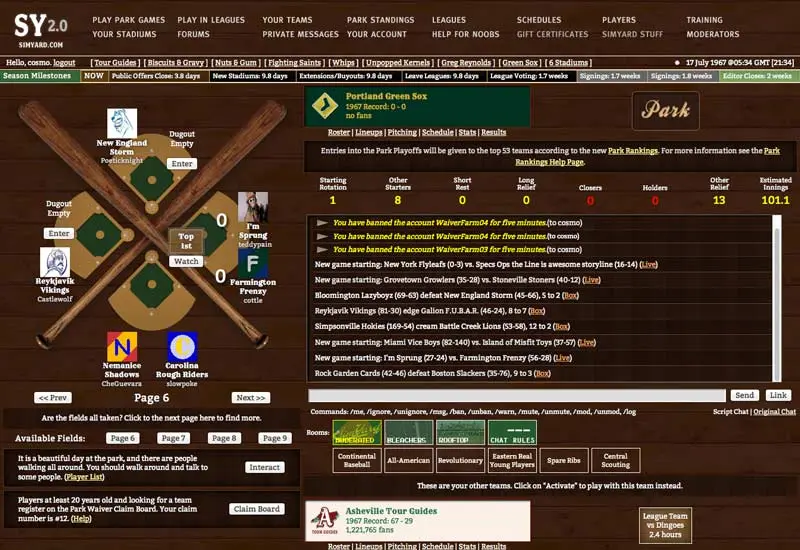 SY 2.0
SIMYARD.COM
PLAY PARK GAMES PLAY IN LEAGUES YOUR TEAMS PARK STANDINGS LEAGUES SCHEDULES PLAYERS TRAINING
YOUR STADIUMS FORUMS PRIVATE MESSAGES YOUR ACCOUNT HELP FOR NOOBS GIFT CERTIFICATES SIMYARD STUFF MODERATORS
Hello, cosmo. logout [Tour Guides] [Biscuits & Gravy] [Nuts & Gum] [Fighting Saints] [Whips] [Unpopped Kernels] [Greg Reynolds] [Green Sox] [6 Stadiums] 17 July 1967 @05:34 GMT [21:34]
Season Milestones NOW Public Offers Close: 3.8 days New Stadiums: 9.8 days Extensions/Buyouts: 9.8 days Leave Leagues: 9.8 days League Voting: 1.7 weeks Signings: 1.7 weeks Signings: 1.8 weeks Editor Closes: 2 weeks
New England Storm
Poeticknight
Dugout Empty
Enter
Dugout Empty
Enter
Reykjavik Vikings
Castlewolf
Top 1st
Watch
0
0
I'm Sprung
teddypain
F
Farmington Frenzy
cottle
N
Nemanice Shadows
CheGuevara
C
Carolina Rough Riders
slowpoke
<< Prev Page 6 Next >>
Are the fields all taken? Click to the next page here to find more.
Available Fields: Page 6 Page 7 Page 8 Page 9
It is a beautiful day at the park, and there are
people walking all around. You should walk around and talk to
some people. (Player List)
Interact
Players at least 20 years old and looking for a team
register on the Park Waiver Claim Board. Your claim
number is #12. (Help)
Claim Board
Portland Green Sox
1967 Record: 0 - 0
no fans
Roster | Lineups | Pitching | Schedule | Stats | Results
Park
Entries into the Park Playoffs will be given to the top 53 teams according to the new Park Rankings. For more information see the Park
Rankings Help Page.
Starting Rotation Other Starters Short Rest Long Relief Closers Holders Other Relief Estimated Innings
1 8 0 0 0 0 13 101.1
You have banned the account WaiverFarm04 for five minutes.(to cosmo)
You have banned the account WaiverFarm04 for five minutes.(to cosmo)
You have banned the account WaiverFarm03 for five minutes.(to cosmo)
New game starting: New York Flyleafs (0-3) vs. Specs Ops the Line is awesome storyline (16-14) (Live)
New game starting: Grovetown Growlers (35-28) vs. Stoneville Stoners (40-12) (Live)
Bloomington Lazyboyz (69-63) defeat New England Storm (45-66), 5 to 2 (Box)
Reykjavik Vikings (81-30) edge Galion F.U.B.A.R. (46-24), 8 to 7 (Box)
Simpsonville Hokies (169-54) cream Battle Creek Lions (53-58), 12 to 2 (Box)
New game starting: Miami Vice Boys (82-140) vs. Island of Misfit Toys (37-57) (Live)
New game starting: I'm Sprung (27-24) vs. Farmington Frenzy (56-28) (Live)
Rock Garden Cards (42-46) defeat Boston Slackers (35-76), 9 to 3 (Box)
Send Link
Commands: /me, /ignore, /unignore, /msg, /ban, /unban, /warn, /mute, /unmute, /mod, /unmod, /log Script Chat | Original Chat
Rooms: MODERATED BLEACHERS ROOFTOP CHAT RULES
Continental Baseball All-American Revolutionary Eastern Real Young Players Spare Ribs Central Scouting
These are your other teams. Click on "Activate" to play with this team instead.
A
TOUR GUIDES
Asheville Tour Guides
1967 Record: 67 - 29
1,221,765 fans
Roster | Lineups | Pitching | Schedule | Stats | Results
League Team
vs Dingoes
2.4 hours